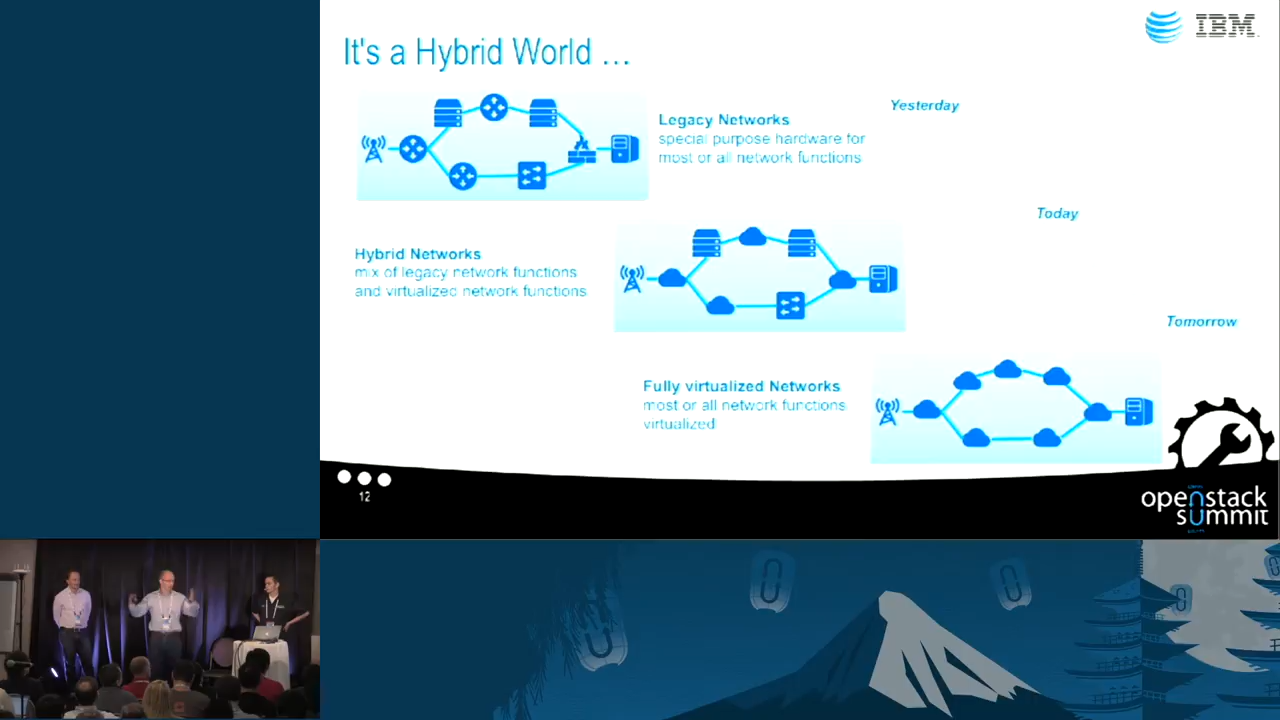 It's a Hybrid World ...
IBM
Yesterday
Legacy Networks
special purpose hardware for
most or all network functions
Today
Hybrid Networks
mix of legacy network functions
and virtualized network functions
Tomorrow
Fully virtualized Networks
most or all network functions
virtualized
12
openstack
summit